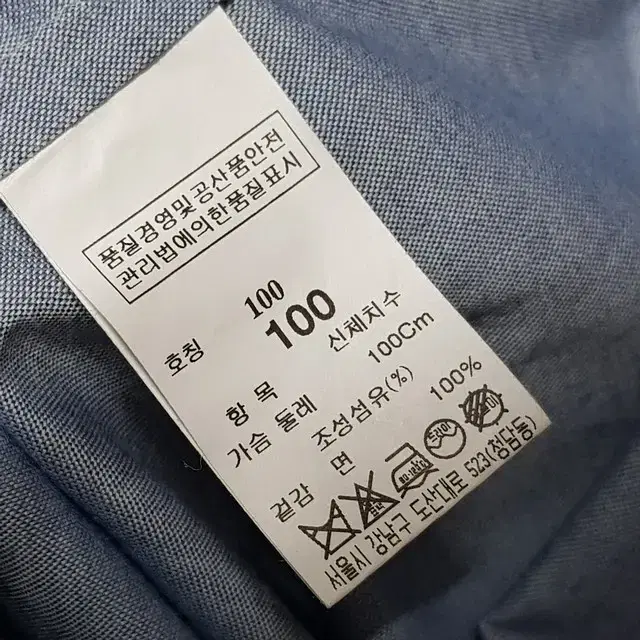 품질경영및공산품안전
관리법에의한품질표시
호칭 100
100
항 목 신체지수
가슴 둘레 100Cm
조성섬유(%)
겉감 면 100%
서울시 강남구 도산대로 523(청담동)